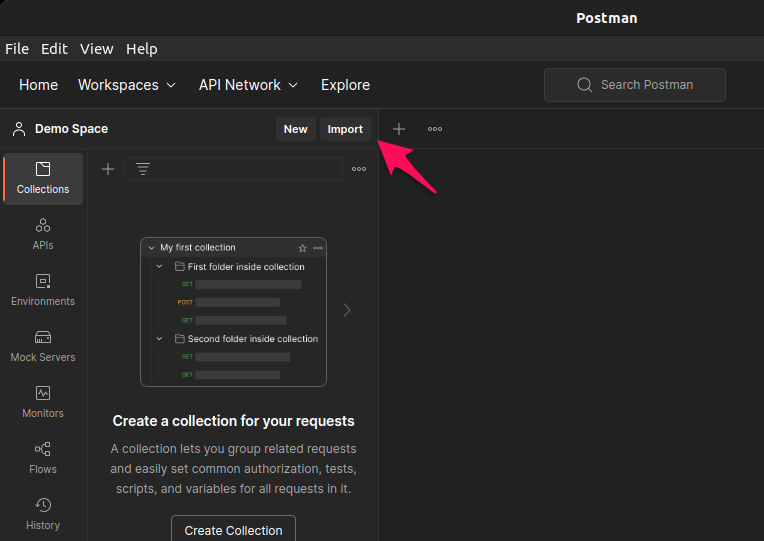 Postman
File Edit View Help
Home Workspaces API Network Explore Search Postman
Demo Space New Import
Collections
APIs
Environments
Mock Servers
Monitors
Flows
History
My first collection
First folder inside collection
GET
POST
GET
Second folder inside collection
GET
GET
Create a collection for your requests
A collection lets you group related requests
and easily set common authorization, tests,
scripts, and variables for all requests in it.
Create Collection